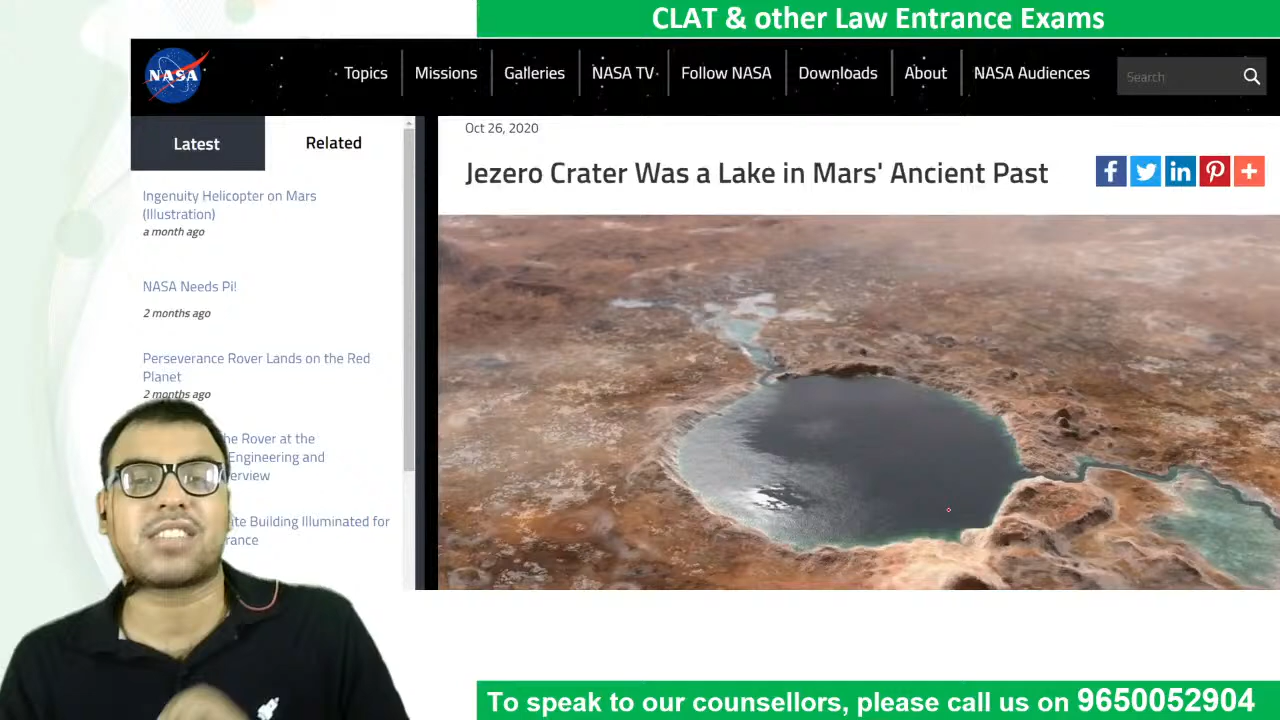 CLAT & other Law Entrance Exams
NASA
Topics
Missions
Galleries
NASA TV
Follow NASA
Downloads
About
NASA Audiences
Search
Latest
Related
Ingenuity Helicopter on Mars
(Illustration)
a month ago
NASA Needs Pi!
2 months ago
Perseverance Rover Lands on the Red
Planet
2 months ago
he Rover at the
Engineering and
Building Illuminated for
Oct 26, 2020
Jezero Crater Was a Lake in Mars' Ancient Past
To speak to our counsellors, please call us on 9650052904